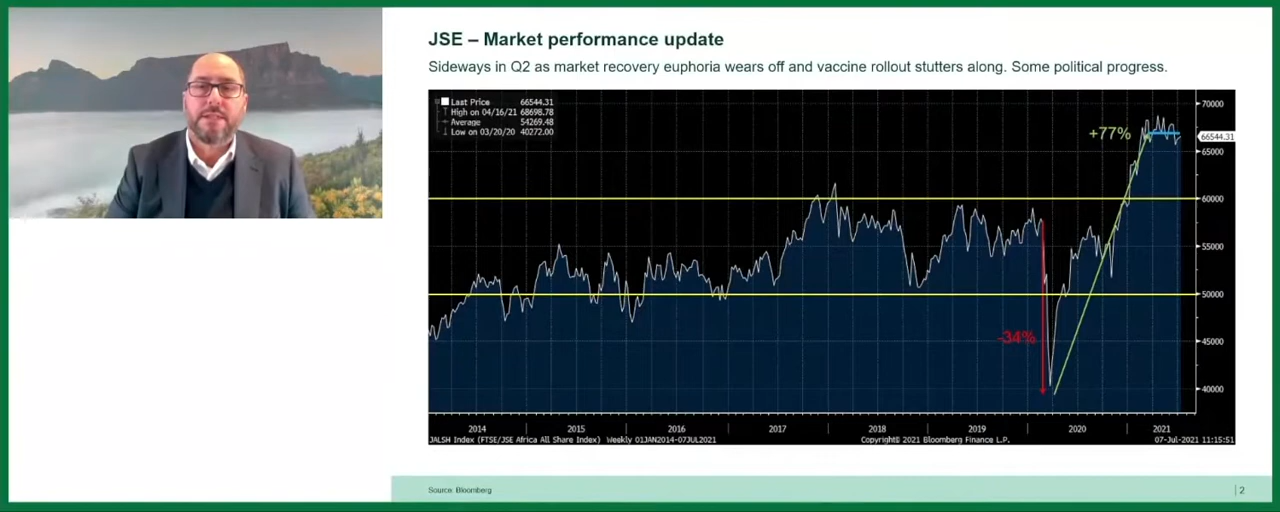 JSE – Market performance update
Sideways in Q2 as market recovery euphoria wears off and vaccine rollout stutters along. Some political progress.
Last Price 66544.31
High on 04/16/21 68698.78
Average 54269.48
Low on 03/20/20 40272.00
70000
+77%
66544.31
65000
60000
55000
50000
-34%
45000
40000
2014 2015 2016 2017 2018 2019 2020 2021
JALSH Index (FTSE/JSE Africa All Share Index) Weekly 01JAN2014-07JUL2021 Copyright© 2021 Bloomberg Finance L.P. 07-Jul-2021 11:15:51
Source: Bloomberg
2